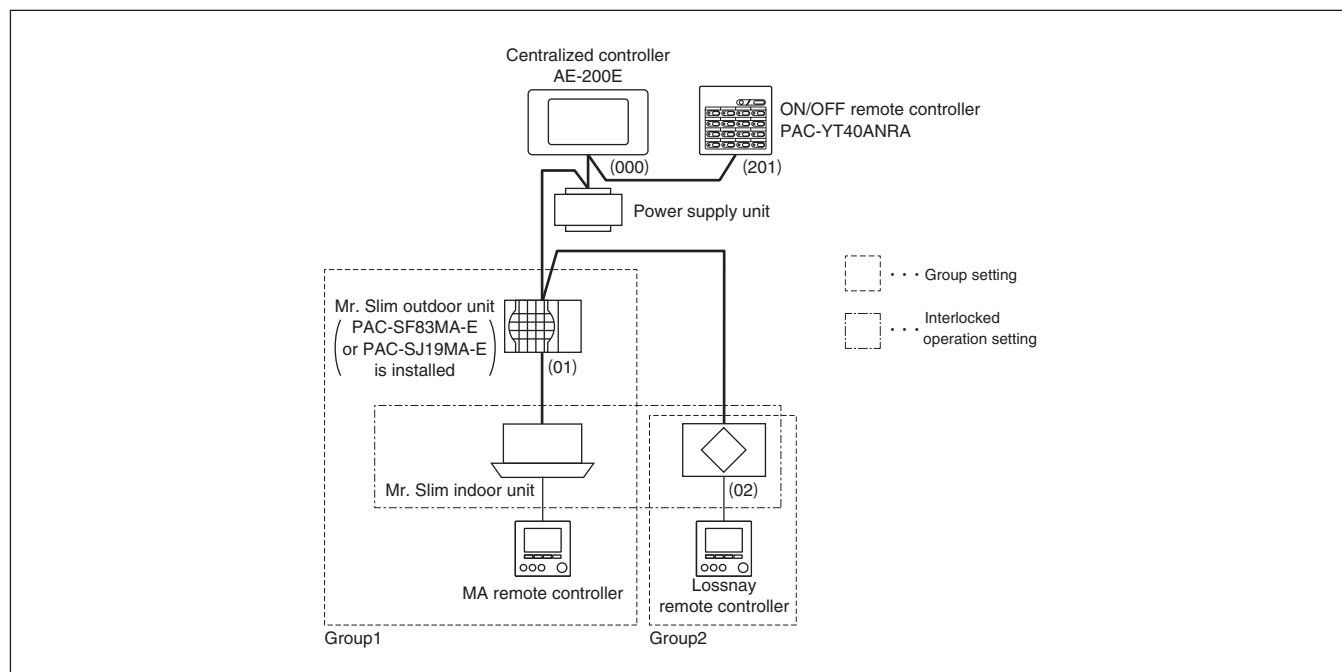 Centralized controller
AE-200E
ON/OFF remote controller
PAC-YT40ANRA
(000)
(201)
Power supply unit
Mr. Slim outdoor unit
( PAC-SF83MA-E
or PAC-SJ19MA-E
is installed )
(01)
··· Group setting
··· Interlocked
operation setting
Mr. Slim indoor unit
(02)
MA remote controller
Lossnay
remote controller
Group1
Group2